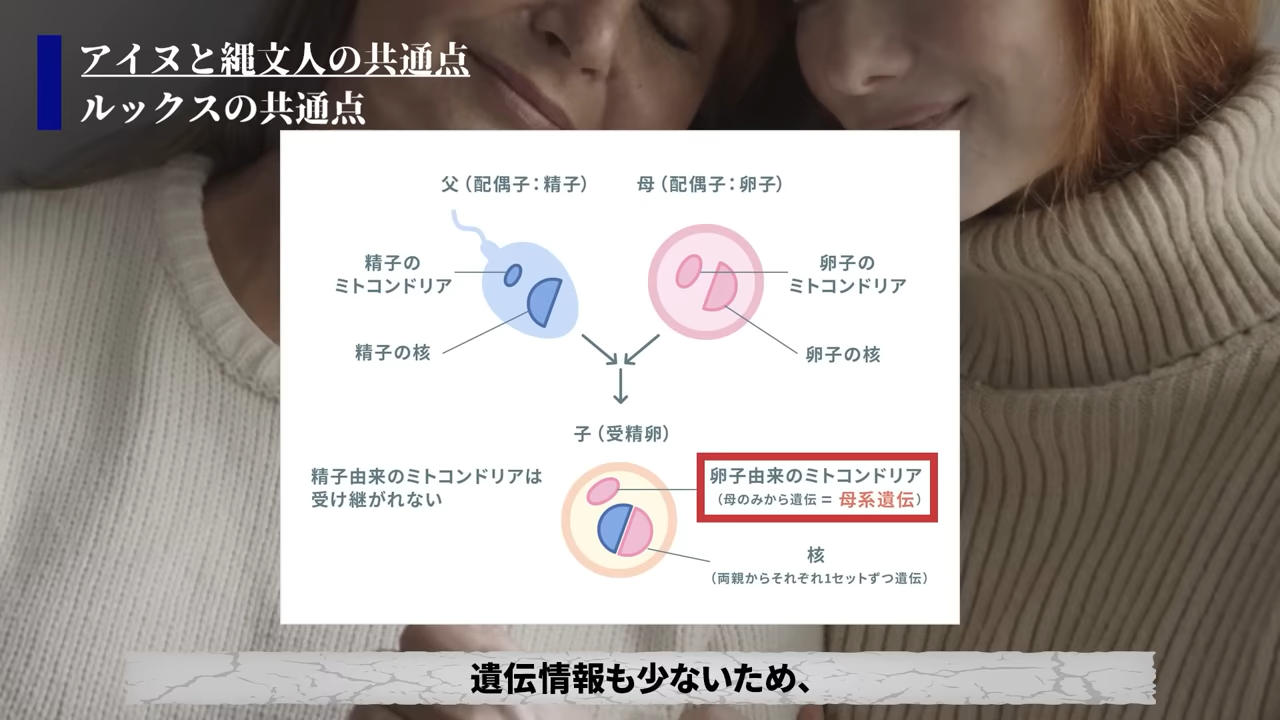 アイヌと縄文人の共通点
ルックスの共通点
父（配偶子：精子）
母（配偶子：卵子）
精子の
ミトコンドリア
卵子の
ミトコンドリア
精子の核
卵子の核
子（受精卵）
精子由来のミトコンドリアは
受け継がれない
卵子由来のミトコンドリア
（母のみから遺伝 = 母系遺伝）
核
（両親からそれぞれ1セットずつ遺伝）
遺伝情報も少ないため、